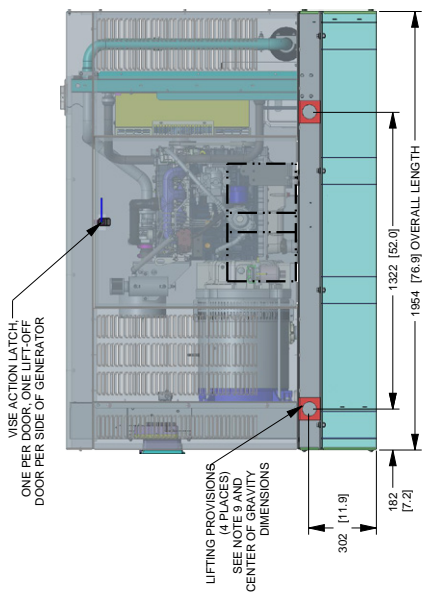 VISE ACTION LATCH,
ONE PER DOOR, ONE LIFT-OFF
DOOR PER SIDE OF GENERATOR
LIFTING PROVISIONS
(4 PLACES)
SEE NOTE 9 AND
CENTER OF GRAVITY
DIMENSIONS
302 [11.9]
182
[7.2]
1322 [52.0]
1954 [76.9] OVERALL LENGTH